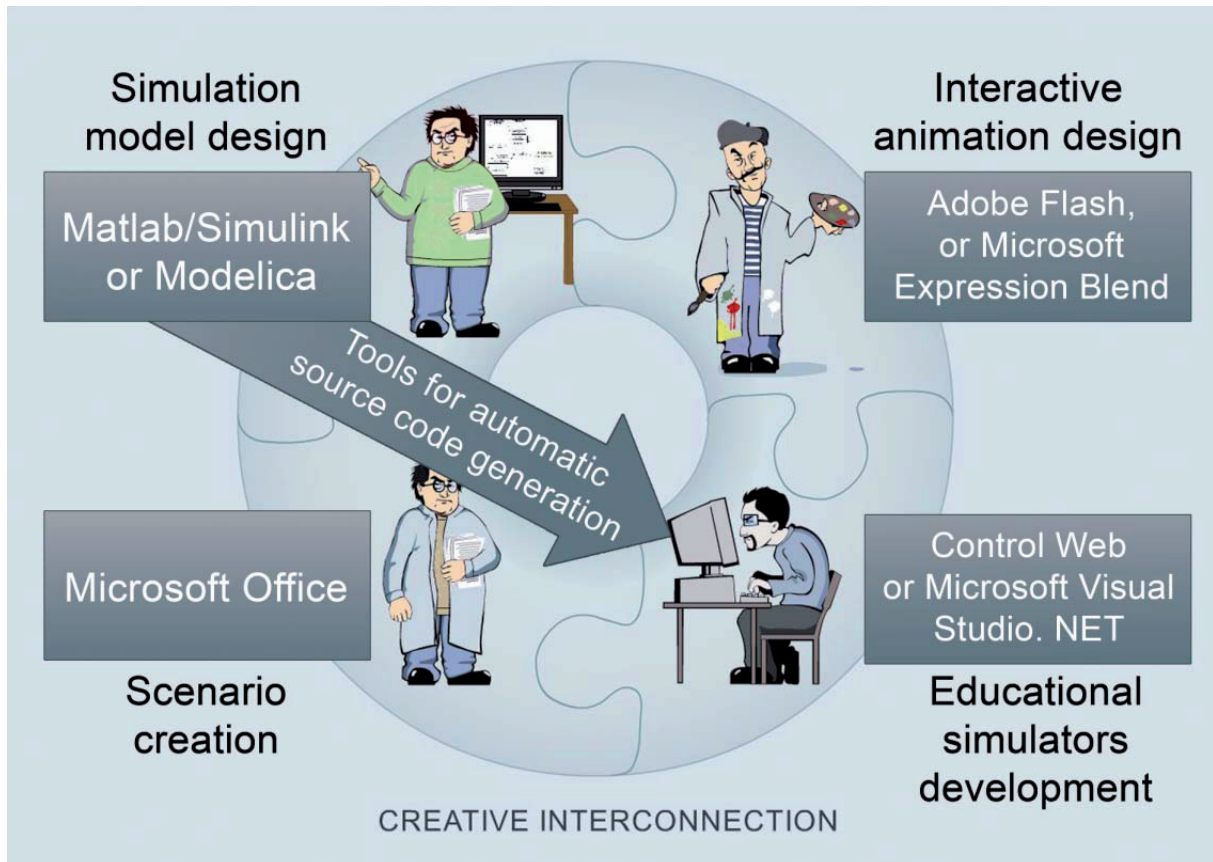 Simulation
model design
Matlab/Simulink
or Modelica
Interactive
animation design
Adobe Flash,
or Microsoft
Expression Blend
Tools for automatic
source code generation
Microsoft Office
Scenario
creation
Control Web
or Microsoft Visual
Studio. NET
Educational
simulators
development
CREATIVE INTERCONNECTION